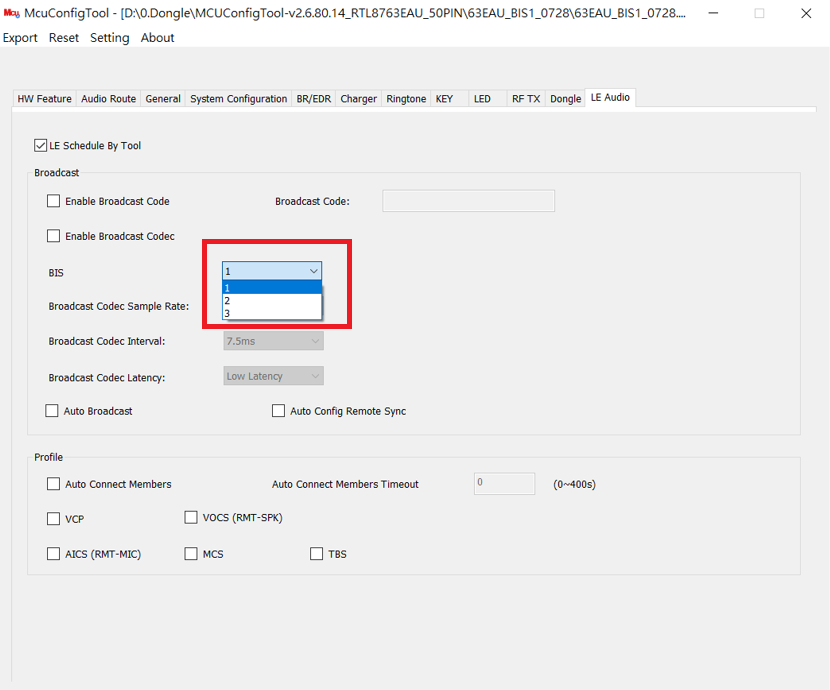 Mcu McuConfigTool - [D:\0.Dongle\MCUConfigTool-v2.6.80.14_RTL8763EAU_50PIN\63EAU_BIS1_0728\63EAU_BIS1_0728....
Export Reset Setting About
HW Feature Audio Route General System Configuration BR/EDR Charger Ringtone KEY LED RF TX Dongle LE Audio
LE Schedule By Tool
Broadcast
Enable Broadcast Code Broadcast Code:
Enable Broadcast Codec
BIS 1
1
2
3
Broadcast Codec Sample Rate:
Broadcast Codec Interval: 7.5ms
Broadcast Codec Latency: Low Latency
Auto Broadcast Auto Config Remote Sync
Profile
Auto Connect Members Auto Connect Members Timeout 0 (0~400s)
VCP VOCS (RMT-SPK)
AICS (RMT-MIC) MCS TBS